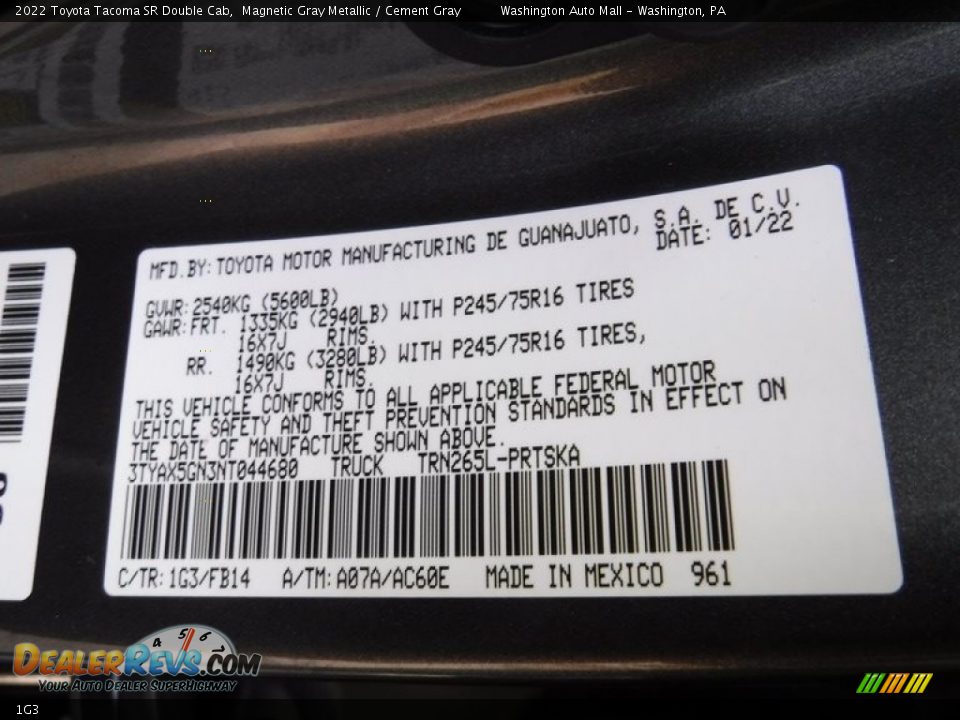 2022 Toyota Tacoma SR Double Cab, Magnetic Gray Metallic / Cement Gray Washington Auto Mall - Washington, PA
MFD.BY: TOYOTA MOTOR MANUFACTURING DE GUANAJUATO, S.A. DE C.V.
DATE: 01/22
GVWR: 2540KG (5600LB)
GAWR: FRT. 1335KG (2940LB) WITH P245/75R16 TIRES
16X7J RIMS.
RR. 1490KG (3280LB) WITH P245/75R16 TIRES,
16X7J RIMS.
THIS VEHICLE CONFORMS TO ALL APPLICABLE FEDERAL MOTOR
VEHICLE SAFETY AND THEFT PREVENTION STANDARDS IN EFFECT ON
THE DATE OF MANUFACTURE SHOWN ABOVE.
3TYAX5GN3NT044680 TRUCK TRN265L-PRTSKA
C/TR: 1G3/FB14 A/TM: A07A/AC60E MADE IN MEXICO 961
4 5 6
DEALERREVS.COM
YOUR AUTO DEALER SUPERHIGHWAY
1G3